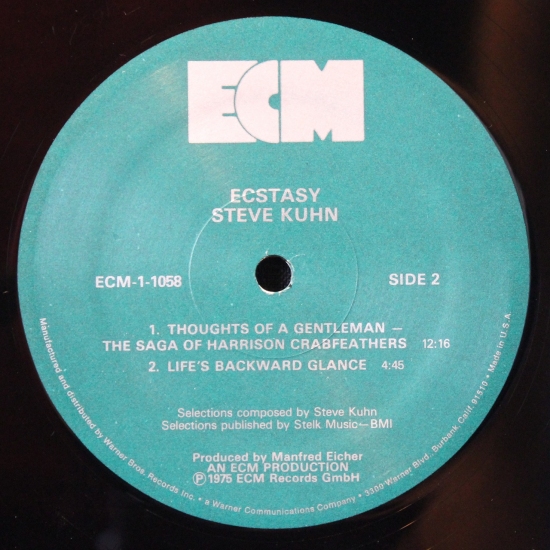 ECM
ECSTASY
STEVE KUHN
ECM-1-1058 SIDE 2
1. THOUGHTS OF A GENTLEMAN —
THE SAGA OF HARRISON CRABFEATHERS 12:16
2. LIFE'S BACKWARD GLANCE 4:45
Selections composed by Steve Kuhn
Selections published by Stelk Music—BMI
Produced by Manfred Eicher
AN ECM PRODUCTION
Ⓟ1975 ECM Records GmbH
Manufactured and distributed by Warner Bros. Records Inc. • a Warner Communications Company • 3300 Warner Blvd., Burbank, Calif. 91510 • Made in U.S.A.